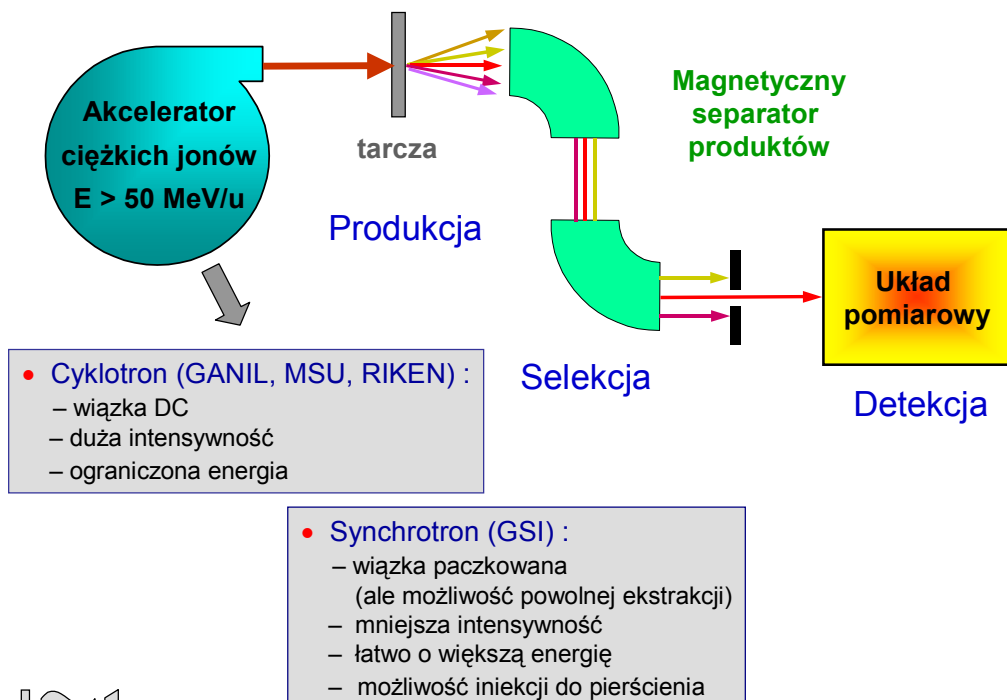 Akcelerator
ciężkich jonów
E > 50 MeV/u
tarcza
Produkcja
Magnetyczny
separator
produktów
Selekcja
Układ
pomiarowy
Detekcja
• Cyklotron (GANIL, MSU, RIKEN) :
– wiązka DC
– duża intensywność
– ograniczona energia
• Synchrotron (GSI) :
– wiązka paczkowana
(ale możliwość powolnej ekstrakcji)
– mniejsza intensywność
– łatwo o większą energię
– możliwość iniekcji do pierścienia